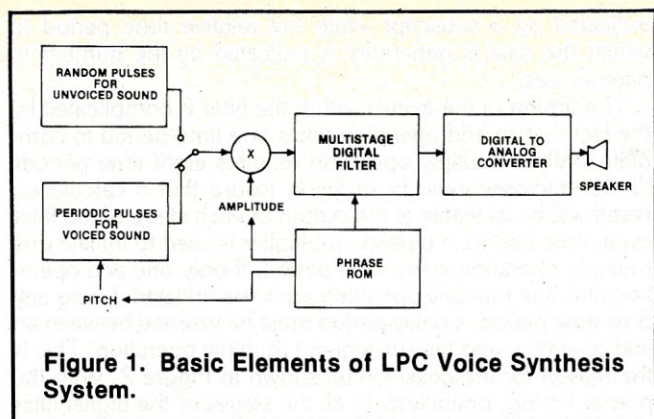 RANDOM PULSES
FOR
UNVOICED SOUND
PERIODIC PULSES
FOR
VOICED SOUND
PITCH
AMPLITUDE
MULTISTAGE
DIGITAL
FILTER
PHRASE
ROM
DIGITAL TO
ANALOG
CONVERTER
SPEAKER
Figure 1. Basic Elements of LPC Voice Synthesis
System.